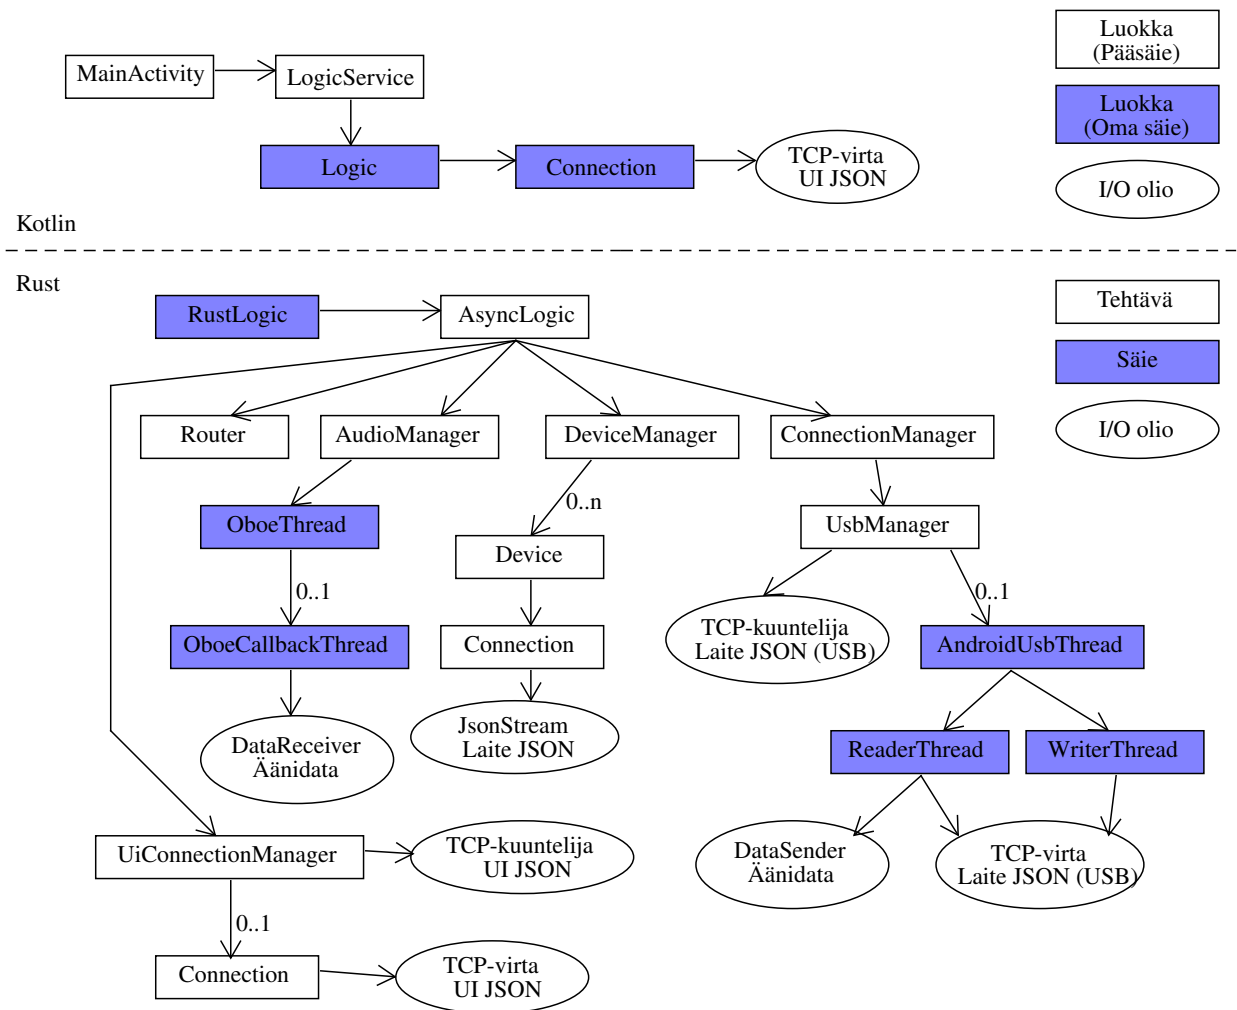 Luokka
(Pääsäie)
MainActivity
LogicService
Luokka
(Oma säie)
Logic
Connection
TCP-virta
UI JSON
I/O olio
Kotlin
Rust
RustLogic
AsyncLogic
Tehtävä
Säie
Router
AudioManager
DeviceManager
ConnectionManager
I/O olio
0..n
OboeThread
UsbManager
Device
0..1
0..1
OboeCallbackThread
Connection
TCP-kuuntelija
Laite JSON (USB)
AndroidUsbThread
DataReceiver
Äänidata
JsonStream
Laite JSON
ReaderThread
WriterThread
UiConnectionManager
TCP-kuuntelija
UI JSON
DataSender
Äänidata
TCP-virta
Laite JSON (USB)
0..1
Connection
TCP-virta
UI JSON